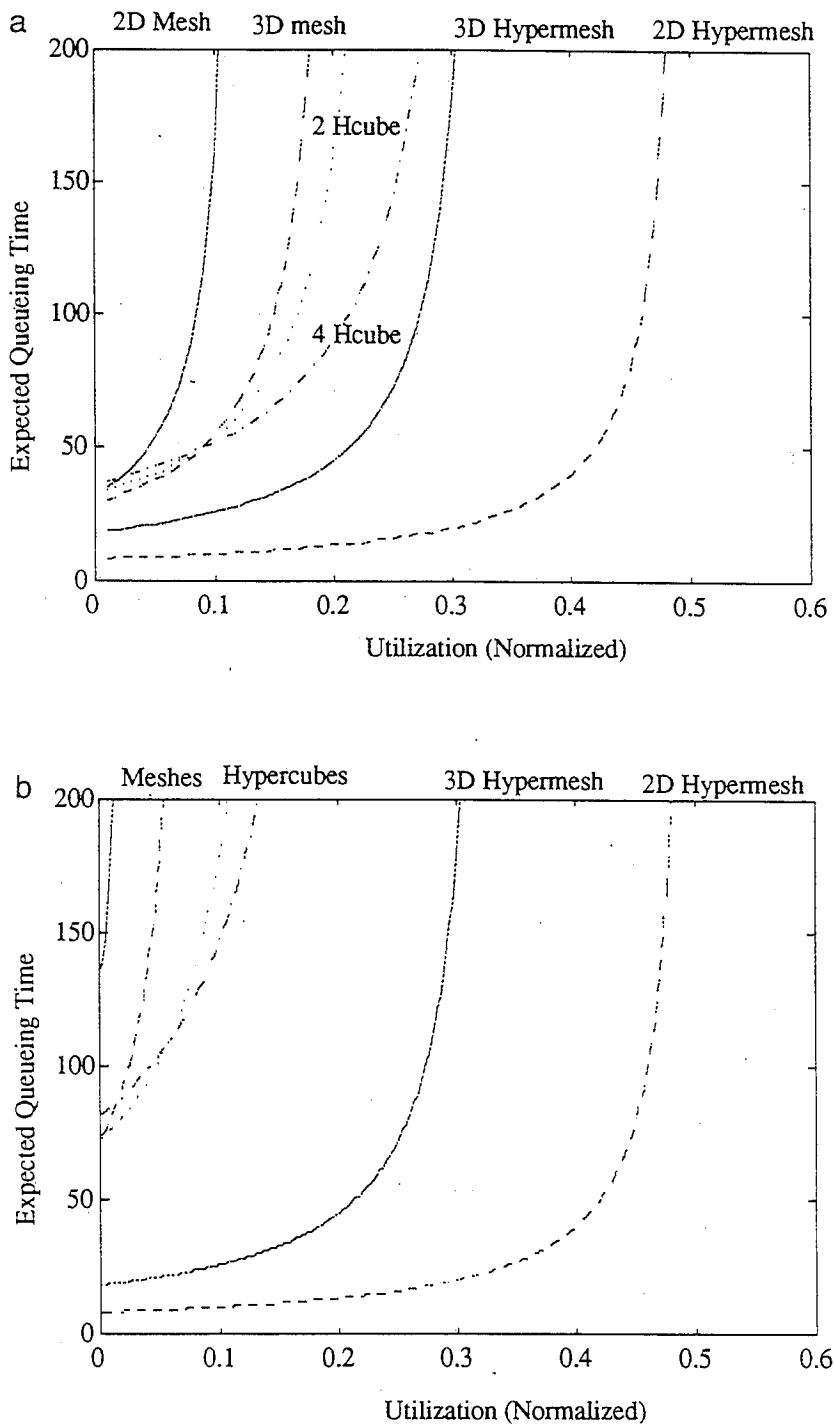 a
2D Mesh 3D mesh 3D Hypermesh 2D Hypermesh
200
150
100
50
0
Expected Queueing Time
2 Hcube
4 Hcube
0 0.1 0.2 0.3 0.4 0.5 0.6
Utilization (Normalized)
b
Meshes Hypercubes 3D Hypermesh 2D Hypermesh
200
150
100
50
0
Expected Queueing Time
0 0.1 0.2 0.3 0.4 0.5 0.6
Utilization (Normalized)